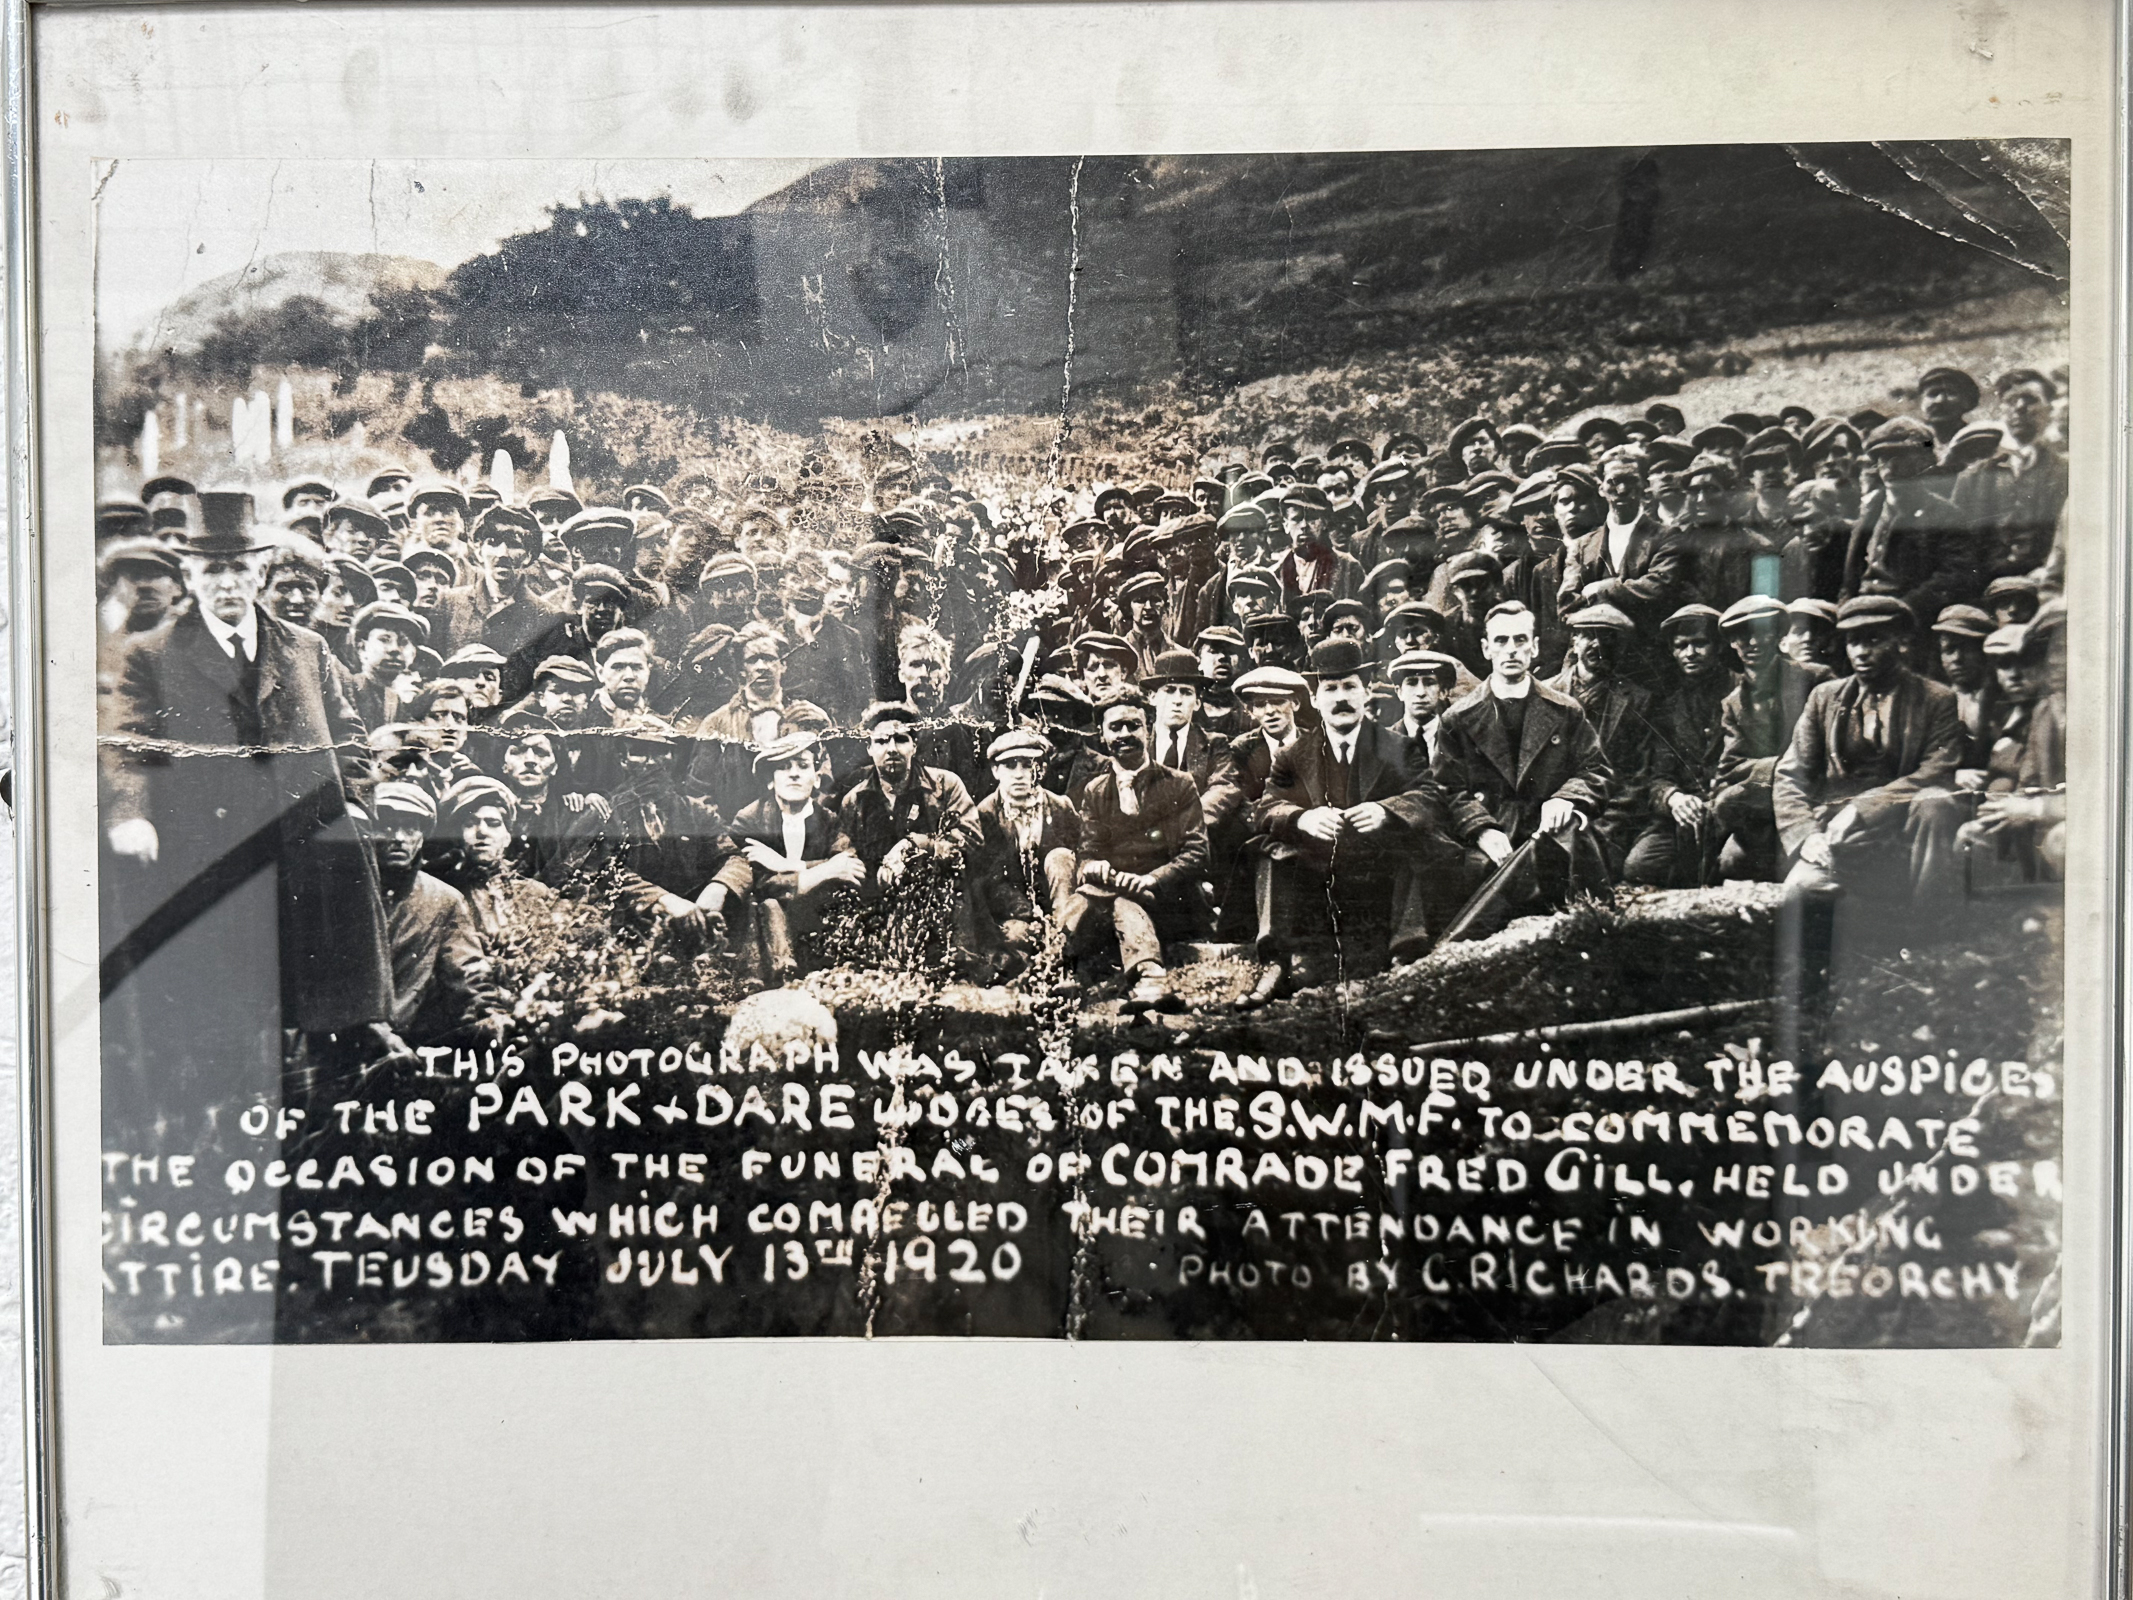 THIS PHOTOGRAPH WAS TAKEN AND ISSUED UNDER THE AUSPICES
OF THE PARK & DARE LODGES OF THE S.W.M.F. TO COMMEMORATE
THE OCCASION OF THE FUNERAL OF COMRADE FRED GILL, HELD UNDER
CIRCUMSTANCES WHICH COMPELLED THEIR ATTENDANCE IN WORKING
ATTIRE. TEUSDAY JULY 13TH 1920 PHOTO BY C. RICHARDS. TREORCHY